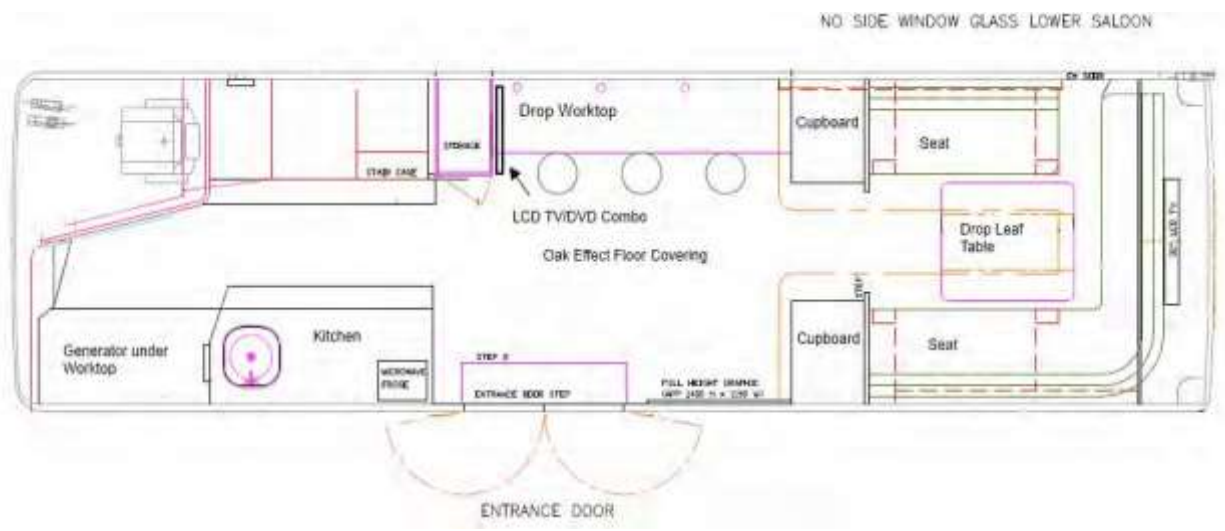 NO SIDE WINDOW GLASS LOWER SALOON
Drop Worktop
Cupboard
Seat
STORAGE
STAIR CASE
LCD TV/DVD Combo
Drop Leaf
Table
Oak Effect Floor Covering
STEP
Generator under
Worktop
Kitchen
MICROWAVE
FRIDGE
STEP
ENTRANCE DOOR STEP
FULL HEIGHT GRAPHIC
Cupboard
Seat
ENTRANCE DOOR